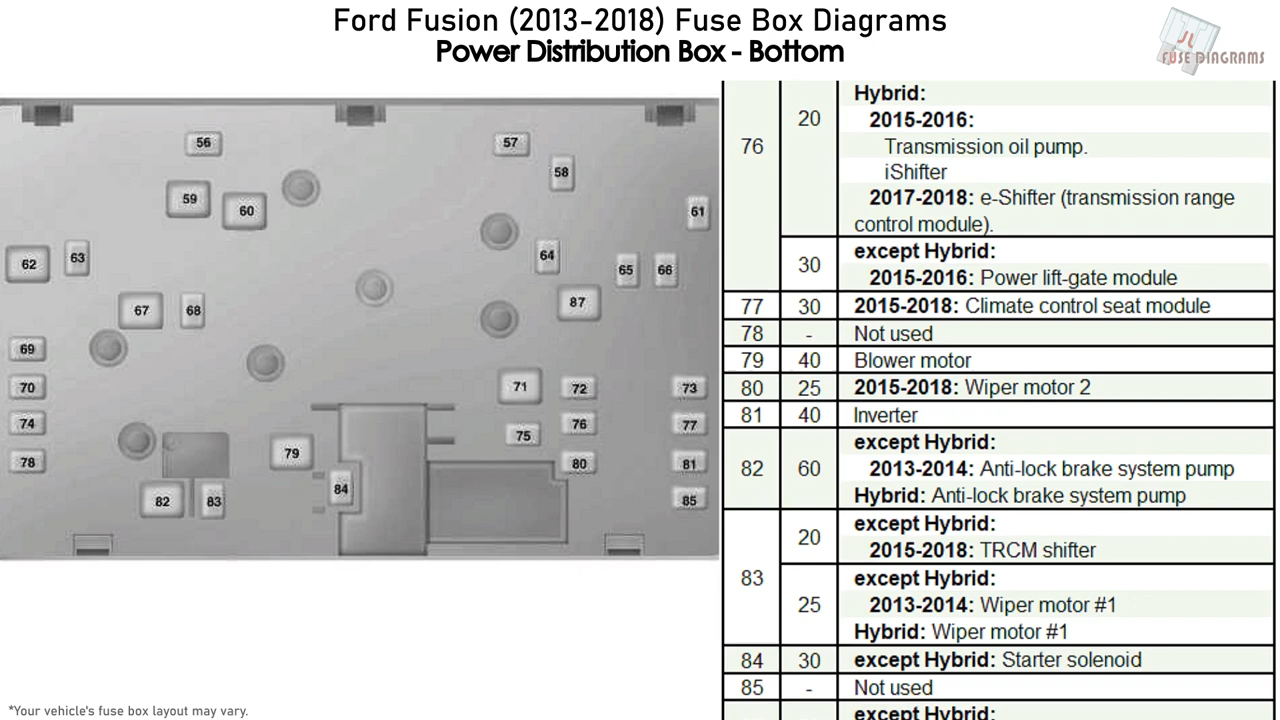 Ford Fusion (2013-2018) Fuse Box Diagrams
Power Distribution Box - Bottom
JL
FUSE DIAGRAMS
56
57
58
59
60
61
62
63
64
65
66
67
68
87
69
70
71
72
73
74
75
76
77
78
79
80
81
82
83
84
85
76
20
Hybrid:
2015-2016:
Transmission oil pump.
iShifter
2017-2018: e-Shifter (transmission range
control module).
30
except Hybrid:
2015-2016: Power lift-gate module
77 30 2015-2018: Climate control seat module
78 - Not used
79 40 Blower motor
80 25 2015-2018: Wiper motor 2
81 40 Inverter
82 60
except Hybrid:
2013-2014: Anti-lock brake system pump
Hybrid: Anti-lock brake system pump
83
20
except Hybrid:
2015-2018: TRCM shifter
25
except Hybrid:
2013-2014: Wiper motor #1
Hybrid: Wiper motor #1
84 30 except Hybrid: Starter solenoid
85 - Not used
except Hybrid:
*Your vehicle's fuse box layout may vary.